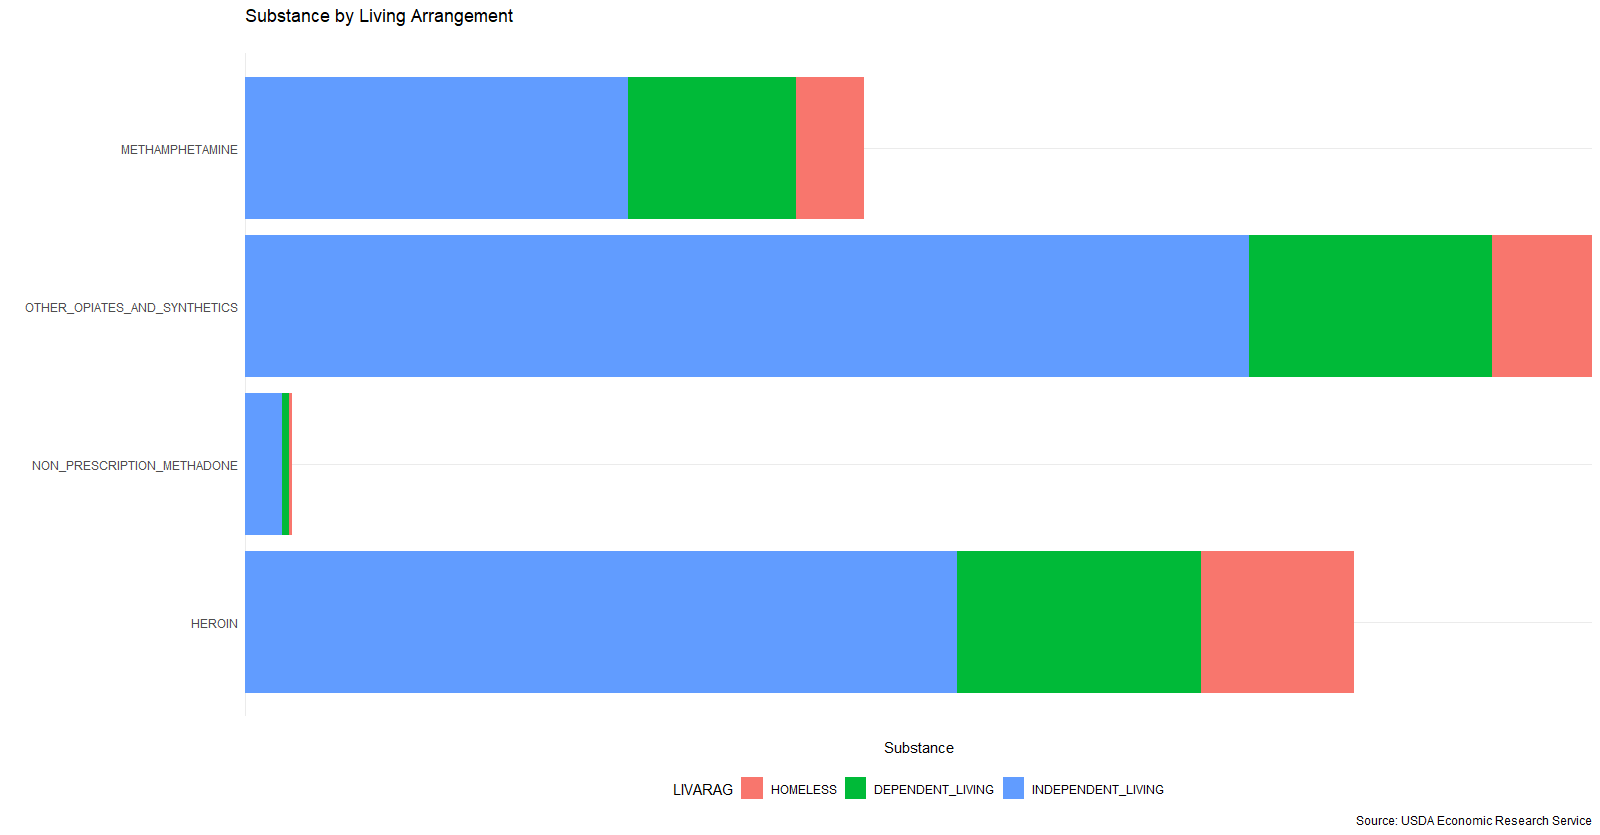 Substance by Living Arrangement
METHAMPHETAMINE
OTHER_OPIATES_AND_SYNTHETICS
NON_PRESCRIPTION_METHADONE
HEROIN
Substance
LIVARAG HOMELESS DEPENDENT_LIVING INDEPENDENT_LIVING
Source: USDA Economic Research Service